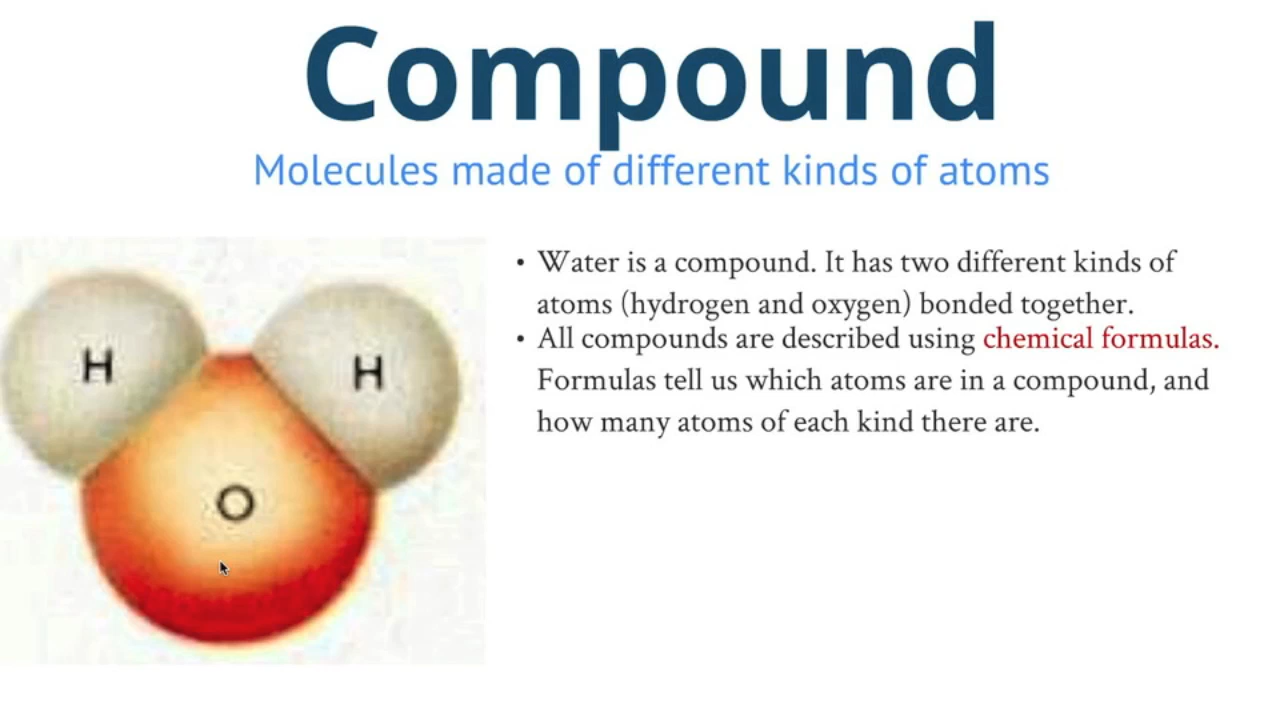 Compound
Molecules made of different kinds of atoms
• Water is a compound. It has two different kinds of
atoms (hydrogen and oxygen) bonded together.
• All compounds are described using chemical formulas.
Formulas tell us which atoms are in a compound, and
how many atoms of each kind there are.
H
H
O